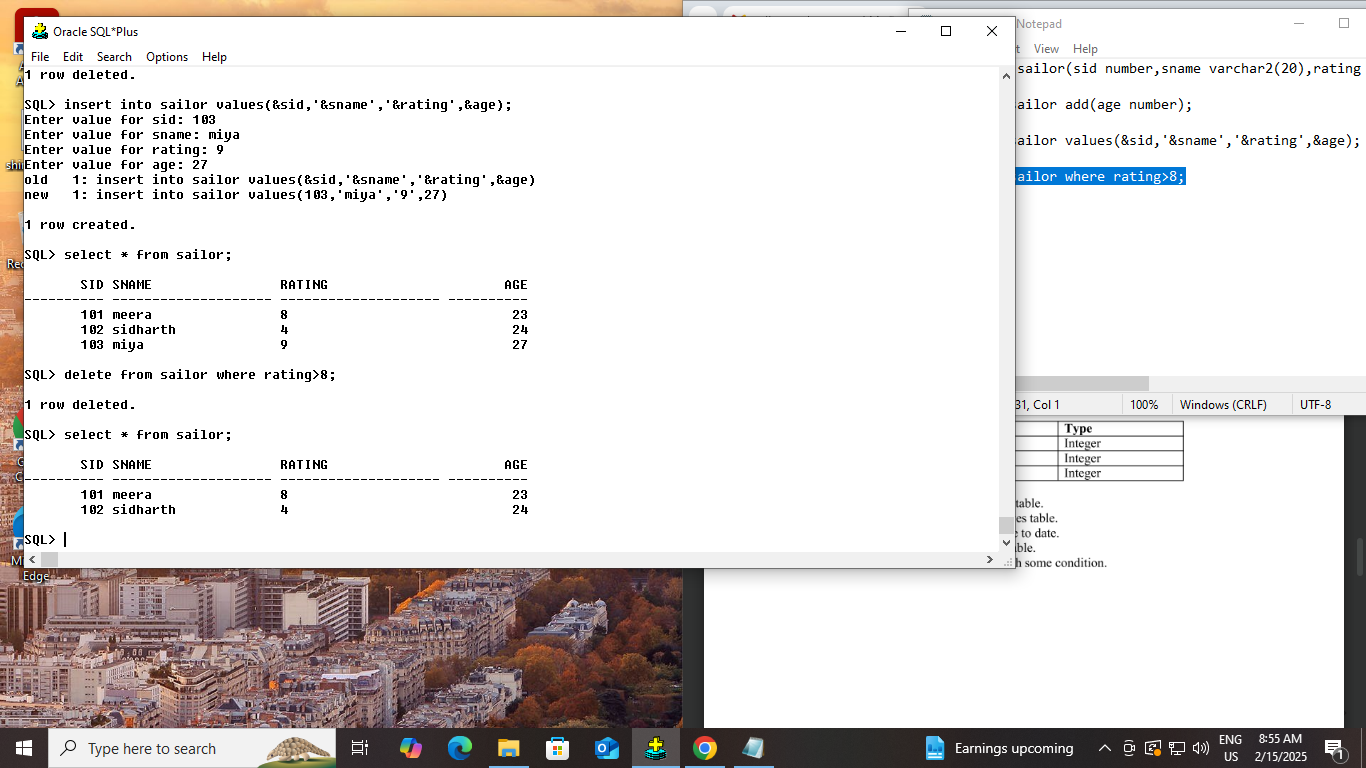 Oracle SQL*Plus
File Edit Search Options Help
1 row deleted.
SQL> insert into sailor values(&sid,'&sname','&rating',&age);
Enter value for sid: 103
Enter value for sname: miya
Enter value for rating: 9
Enter value for age: 27
old   1: insert into sailor values(&sid,'&sname','&rating',&age)
new   1: insert into sailor values(103,'miya','9',27)
1 row created.
SQL> select * from sailor;
SID SNAME RATING AGE
---------- -------------------- -------------------- ----------
101 meera 8 23
102 sidharth 4 24
103 miya 9 27
SQL> delete from sailor where rating>8;
1 row deleted.
SQL> select * from sailor;
SID SNAME RATING AGE
---------- -------------------- -------------------- ----------
101 meera 8 23
102 sidharth 4 24
SQL>
Notepad
View Help
sailor(sid number,sname varchar2(20),rating
ailor add(age number);
ailor values(&sid,'&sname','&rating',&age);
ailor where rating>8;
31, Col 1 100% Windows (CRLF) UTF-8
Type
Integer
Integer
Integer
table.
es table.
e to date.
ble.
h some condition.
Edge
Type here to search
Earnings upcoming
ENG
US
8:55 AM
2/15/2025
1